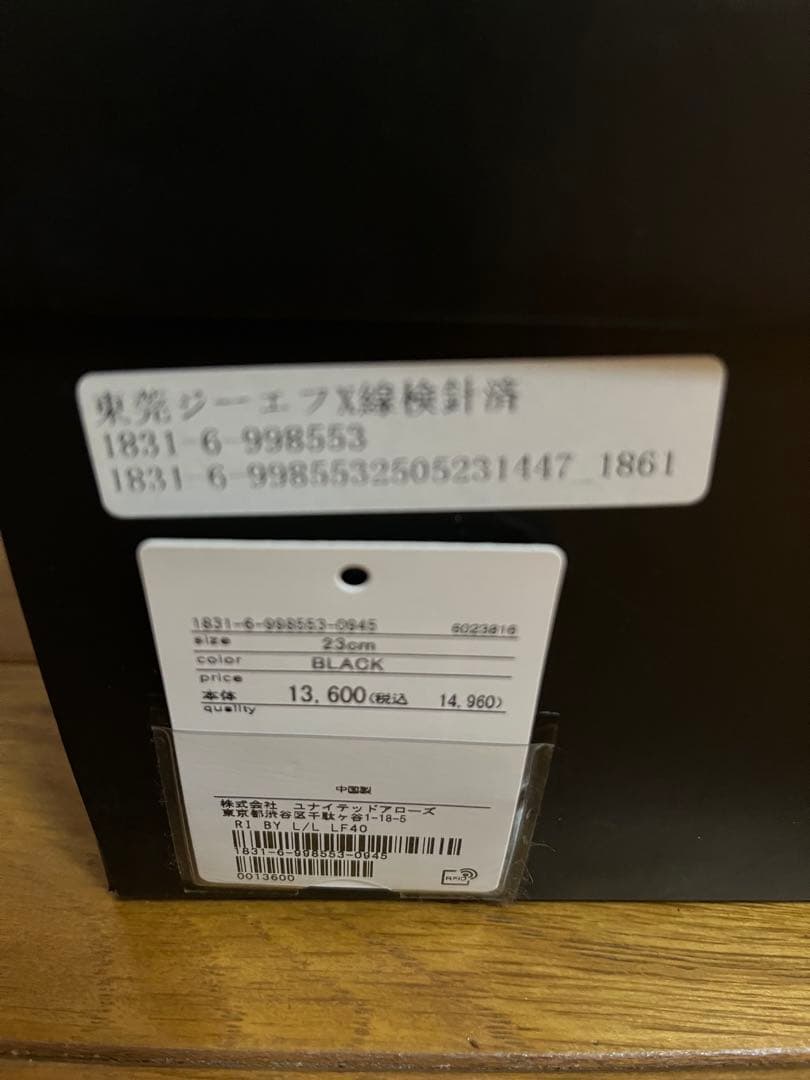 東莞ジーエフX線検針済
1831-6-998553
1831-6-9985532505231447_1861
1831-6-998553-0945 6023816
size 23cm
color BLACK
price
本体 13,600(税込 14,960)
quality
中国製
株式会社 ユナイテッドアローズ
東京都渋谷区千駄ヶ谷1-18-5
RI BY L/L LF40
1831-6-998553-0945
0013600
RFID